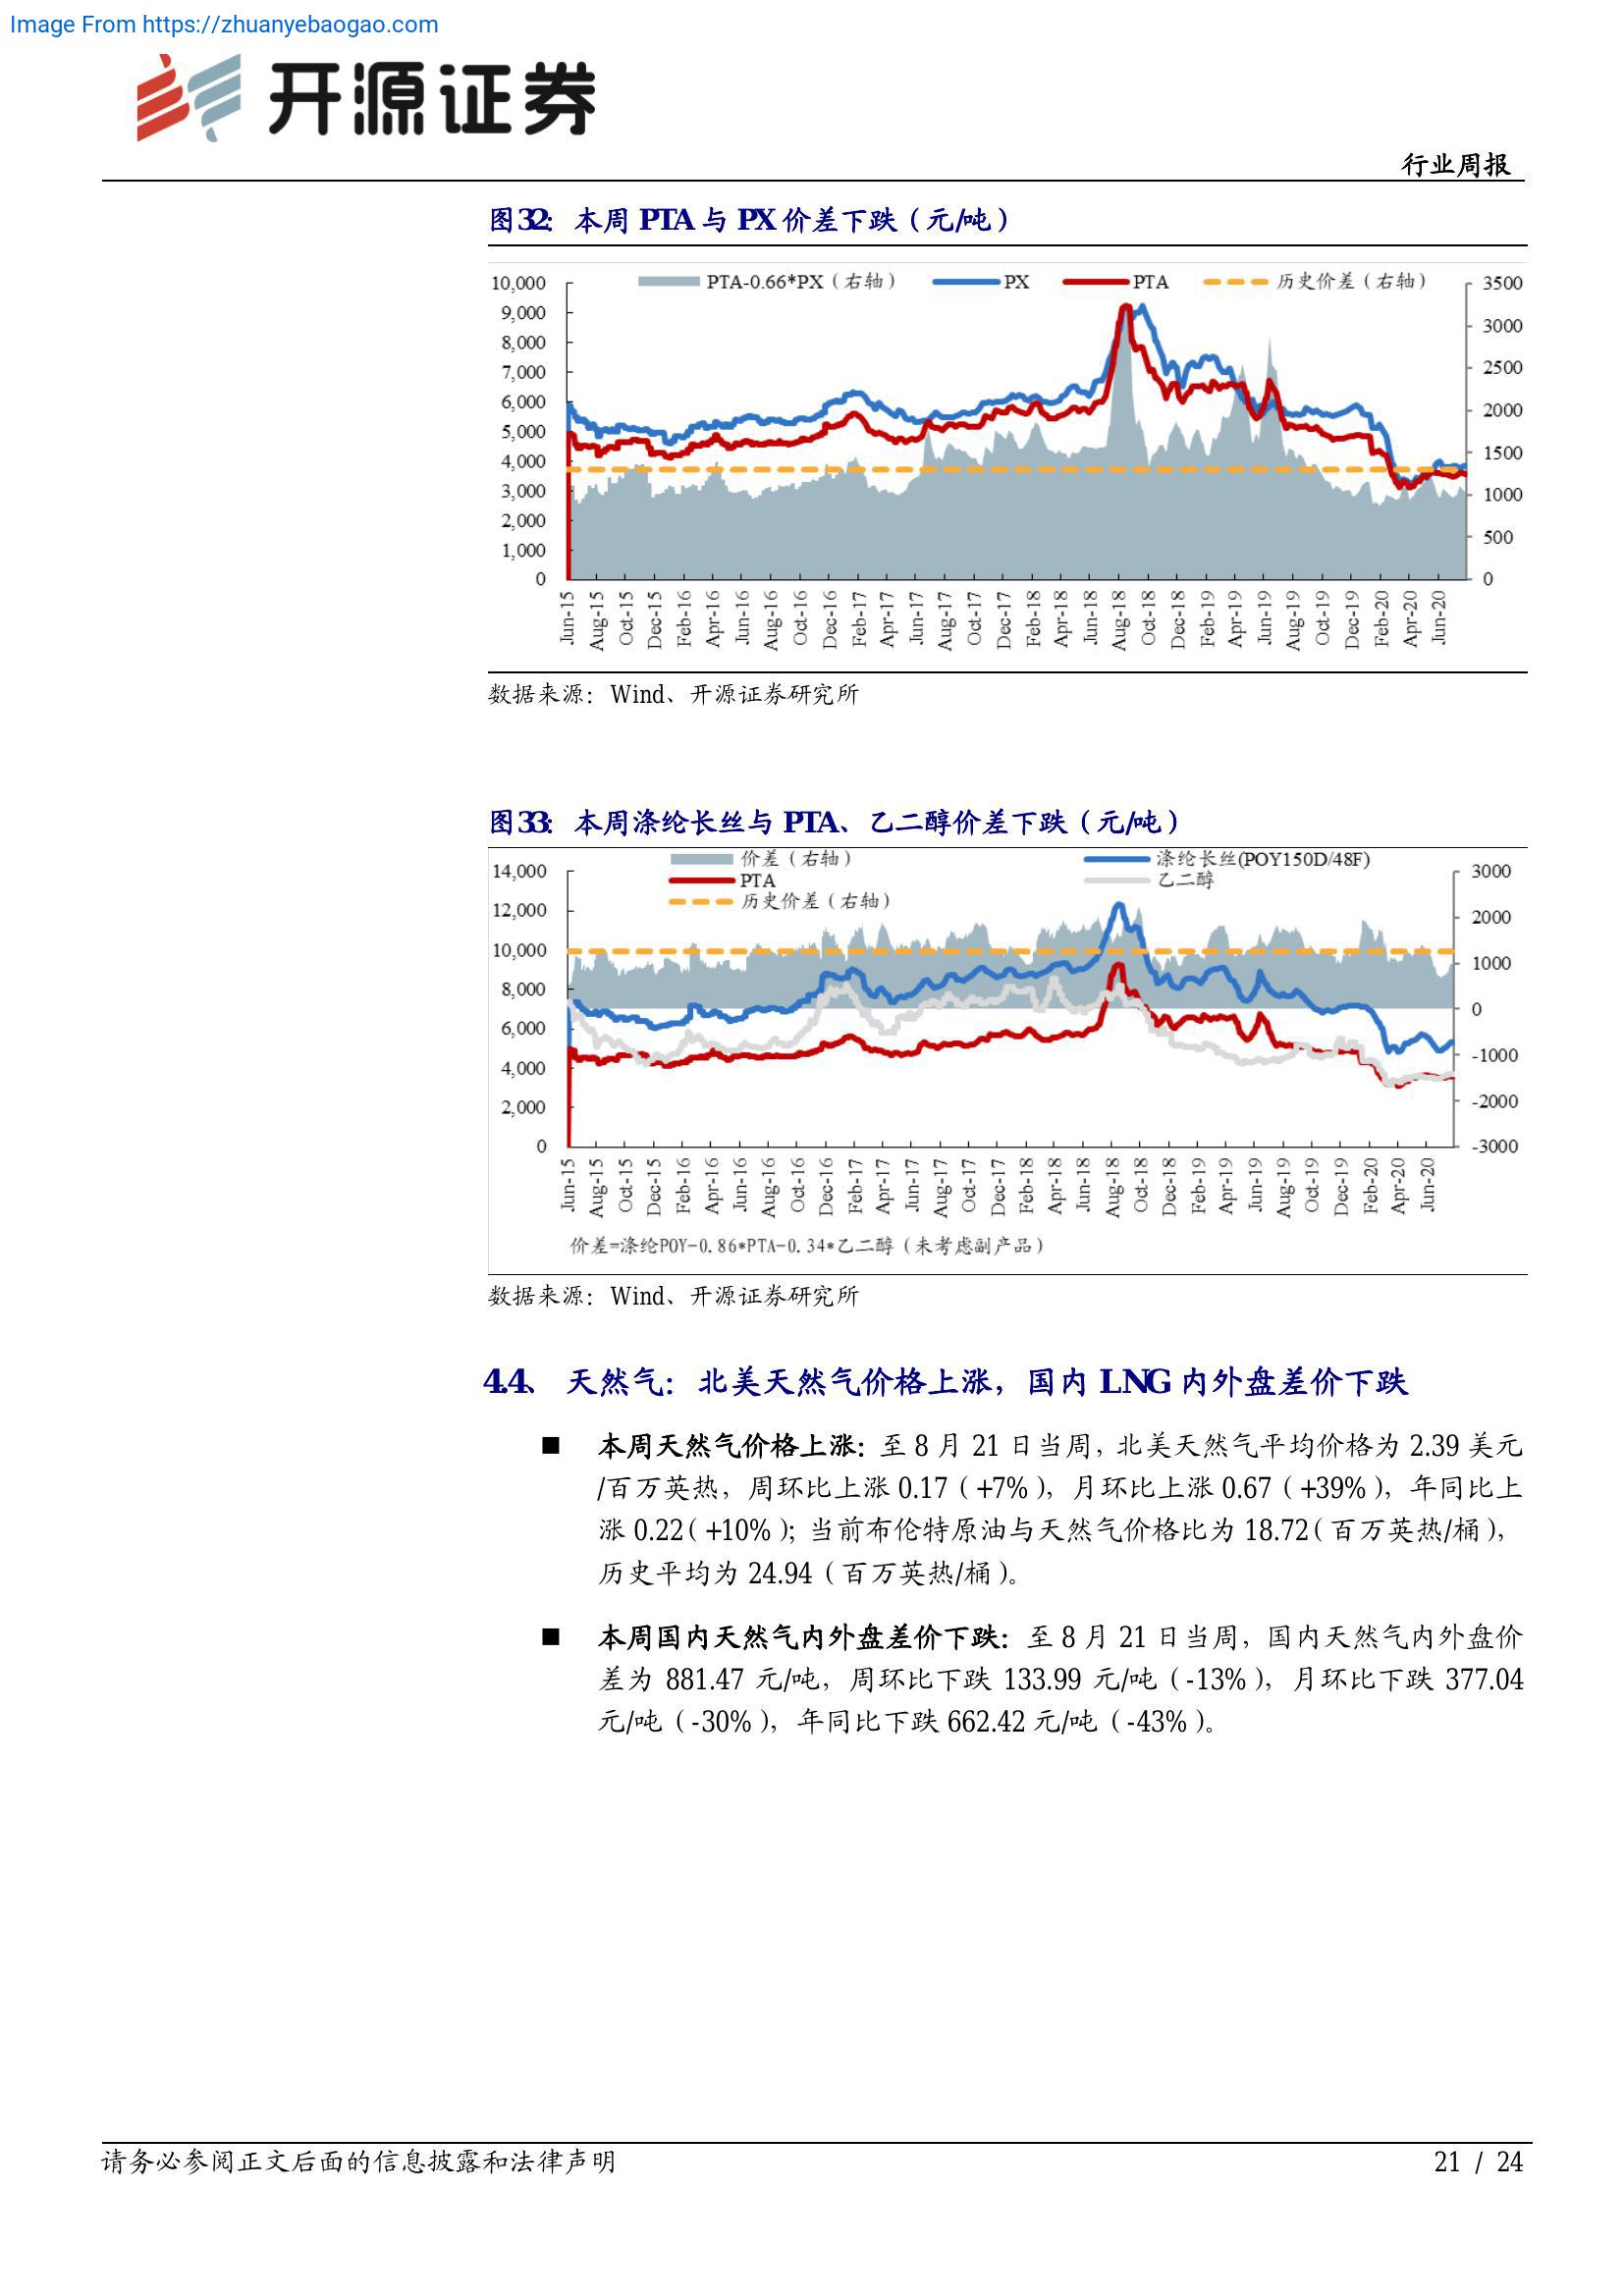 Image From https://zhuanyebaogao.com
开源证券
行业周报
图32：本周 PTA 与 PX 价差下跌（元/吨）
PTA-0.66*PX（右轴） PX PTA 历史价差（右轴）
10,000
9,000
8,000
7,000
6,000
5,000
4,000
3,000
2,000
1,000
0
3500
3000
2500
2000
1500
1000
500
0
Jun-15 Aug-15 Oct-15 Dec-15 Feb-16 Apr-16 Jun-16 Aug-16 Oct-16 Dec-16 Feb-17 Apr-17 Jun-17 Aug-17 Oct-17 Dec-17 Feb-18 Apr-18 Jun-18 Aug-18 Oct-18 Dec-18 Feb-19 Apr-19 Jun-19 Aug-19 Oct-19 Dec-19 Feb-20 Apr-20 Jun-20
数据来源：Wind、开源证券研究所
图33：本周涤纶长丝与 PTA、乙二醇价差下跌（元/吨）
价差（右轴） 涤纶长丝(POY150D/48F)
PTA 乙二醇
历史价差（右轴）
14,000
12,000
10,000
8,000
6,000
4,000
2,000
0
3000
2000
1000
0
-1000
-2000
-3000
Jun-15 Aug-15 Oct-15 Dec-15 Feb-16 Apr-16 Jun-16 Aug-16 Oct-16 Dec-16 Feb-17 Apr-17 Jun-17 Aug-17 Oct-17 Dec-17 Feb-18 Apr-18 Jun-18 Aug-18 Oct-18 Dec-18 Feb-19 Apr-19 Jun-19 Aug-19 Oct-19 Dec-19 Feb-20 Apr-20 Jun-20
价差=涤纶POY-0.86*PTA-0.34*乙二醇（未考虑副产品）
数据来源：Wind、开源证券研究所
4.4、 天然气：北美天然气价格上涨，国内 LNG 内外盘差价下跌
■ 本周天然气价格上涨：至 8 月 21 日当周，北美天然气平均价格为 2.39 美元
/百万英热，周环比上涨 0.17（+7%），月环比上涨 0.67（+39%），年同比上
涨 0.22（+10%）；当前布伦特原油与天然气价格比为 18.72（百万英热/桶），
历史平均为 24.94（百万英热/桶）。
■ 本周国内天然气内外盘差价下跌：至 8 月 21 日当周，国内天然气内外盘价
差为 881.47 元/吨，周环比下跌 133.99 元/吨（-13%），月环比下跌 377.04
元/吨（-30%），年同比下跌 662.42 元/吨（-43%）。
请务必参阅正文后面的信息披露和法律声明
21 / 24